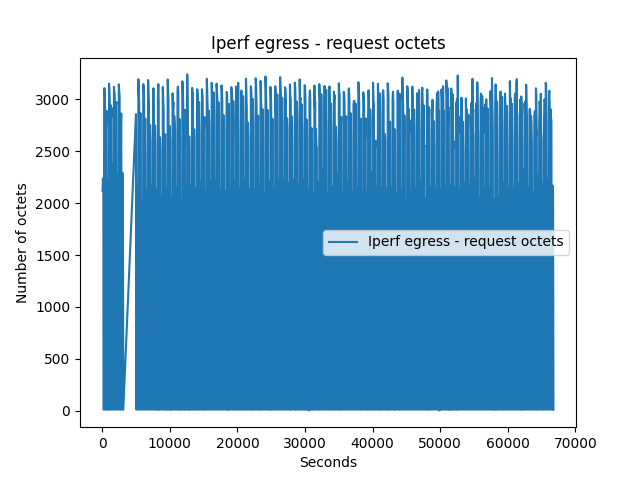 Iperf egress - request octets
3000
2500
2000
1500
1000
500
0
Number of octets
Iperf egress - request octets
0 10000 20000 30000 40000 50000 60000 70000
Seconds